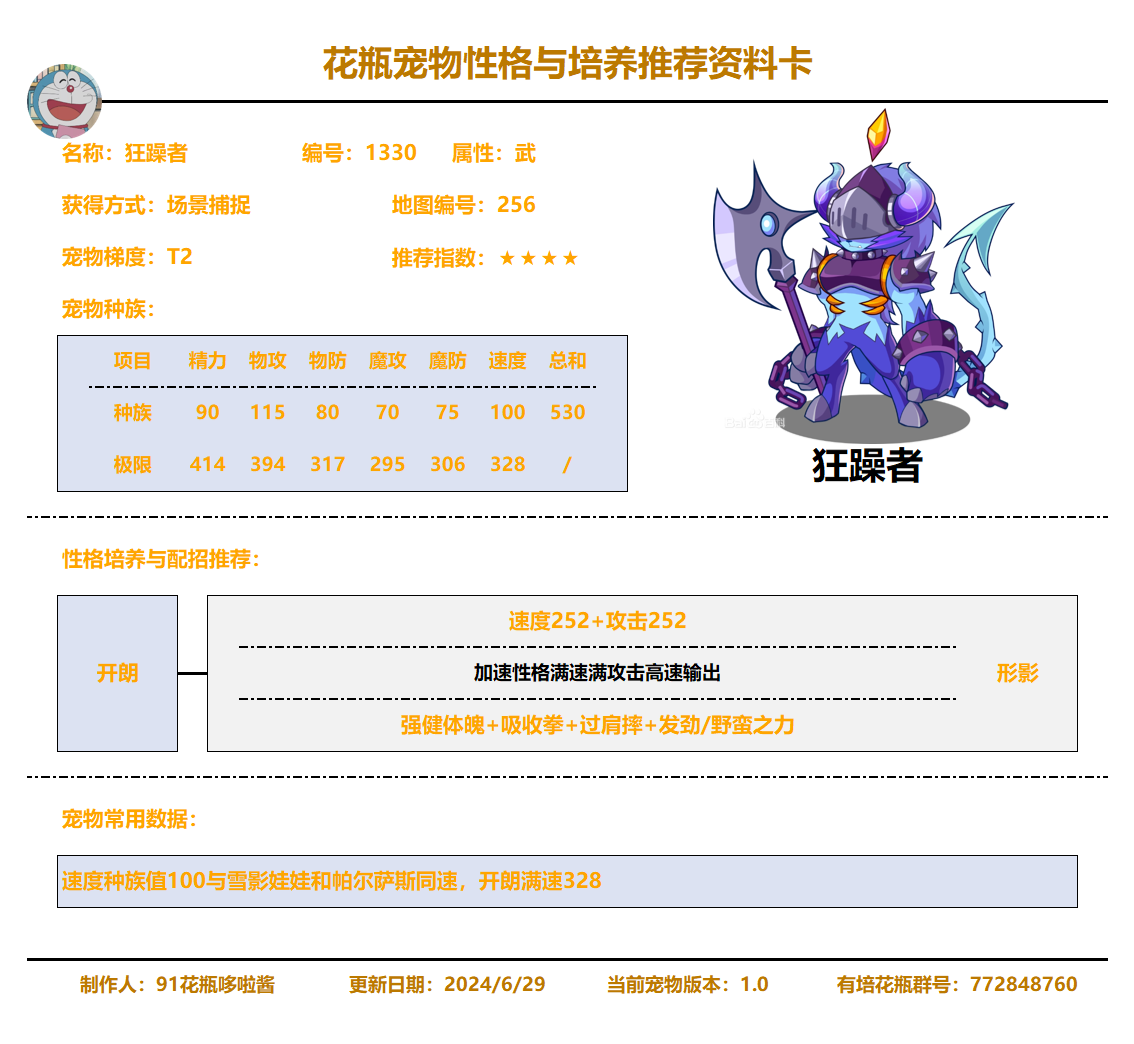 花瓶宠物性格与培养推荐资料卡
名称：狂躁者 编号：1330 属性：武
获得方式：场景捕捉 地图编号：256
宠物梯度：T2 推荐指数：★★★★
宠物种族：
项目 精力 物攻 物防 魔攻 魔防 速度 总和
种族 90 115 80 70 75 100 530
极限 414 394 317 295 306 328 /
狂躁者
性格培养与配招推荐：
速度252+攻击252
开朗 加速性格满速满攻击高速输出 形影
强健体魄+吸收拳+过肩摔+发劲/野蛮之力
宠物常用数据：
速度种族值100与雪影娃娃和帕尔萨斯同速，开朗满速328
制作人：91花瓶哆啦酱 更新日期：2024/6/29 当前宠物版本：1.0 有培花瓶群号：772848760